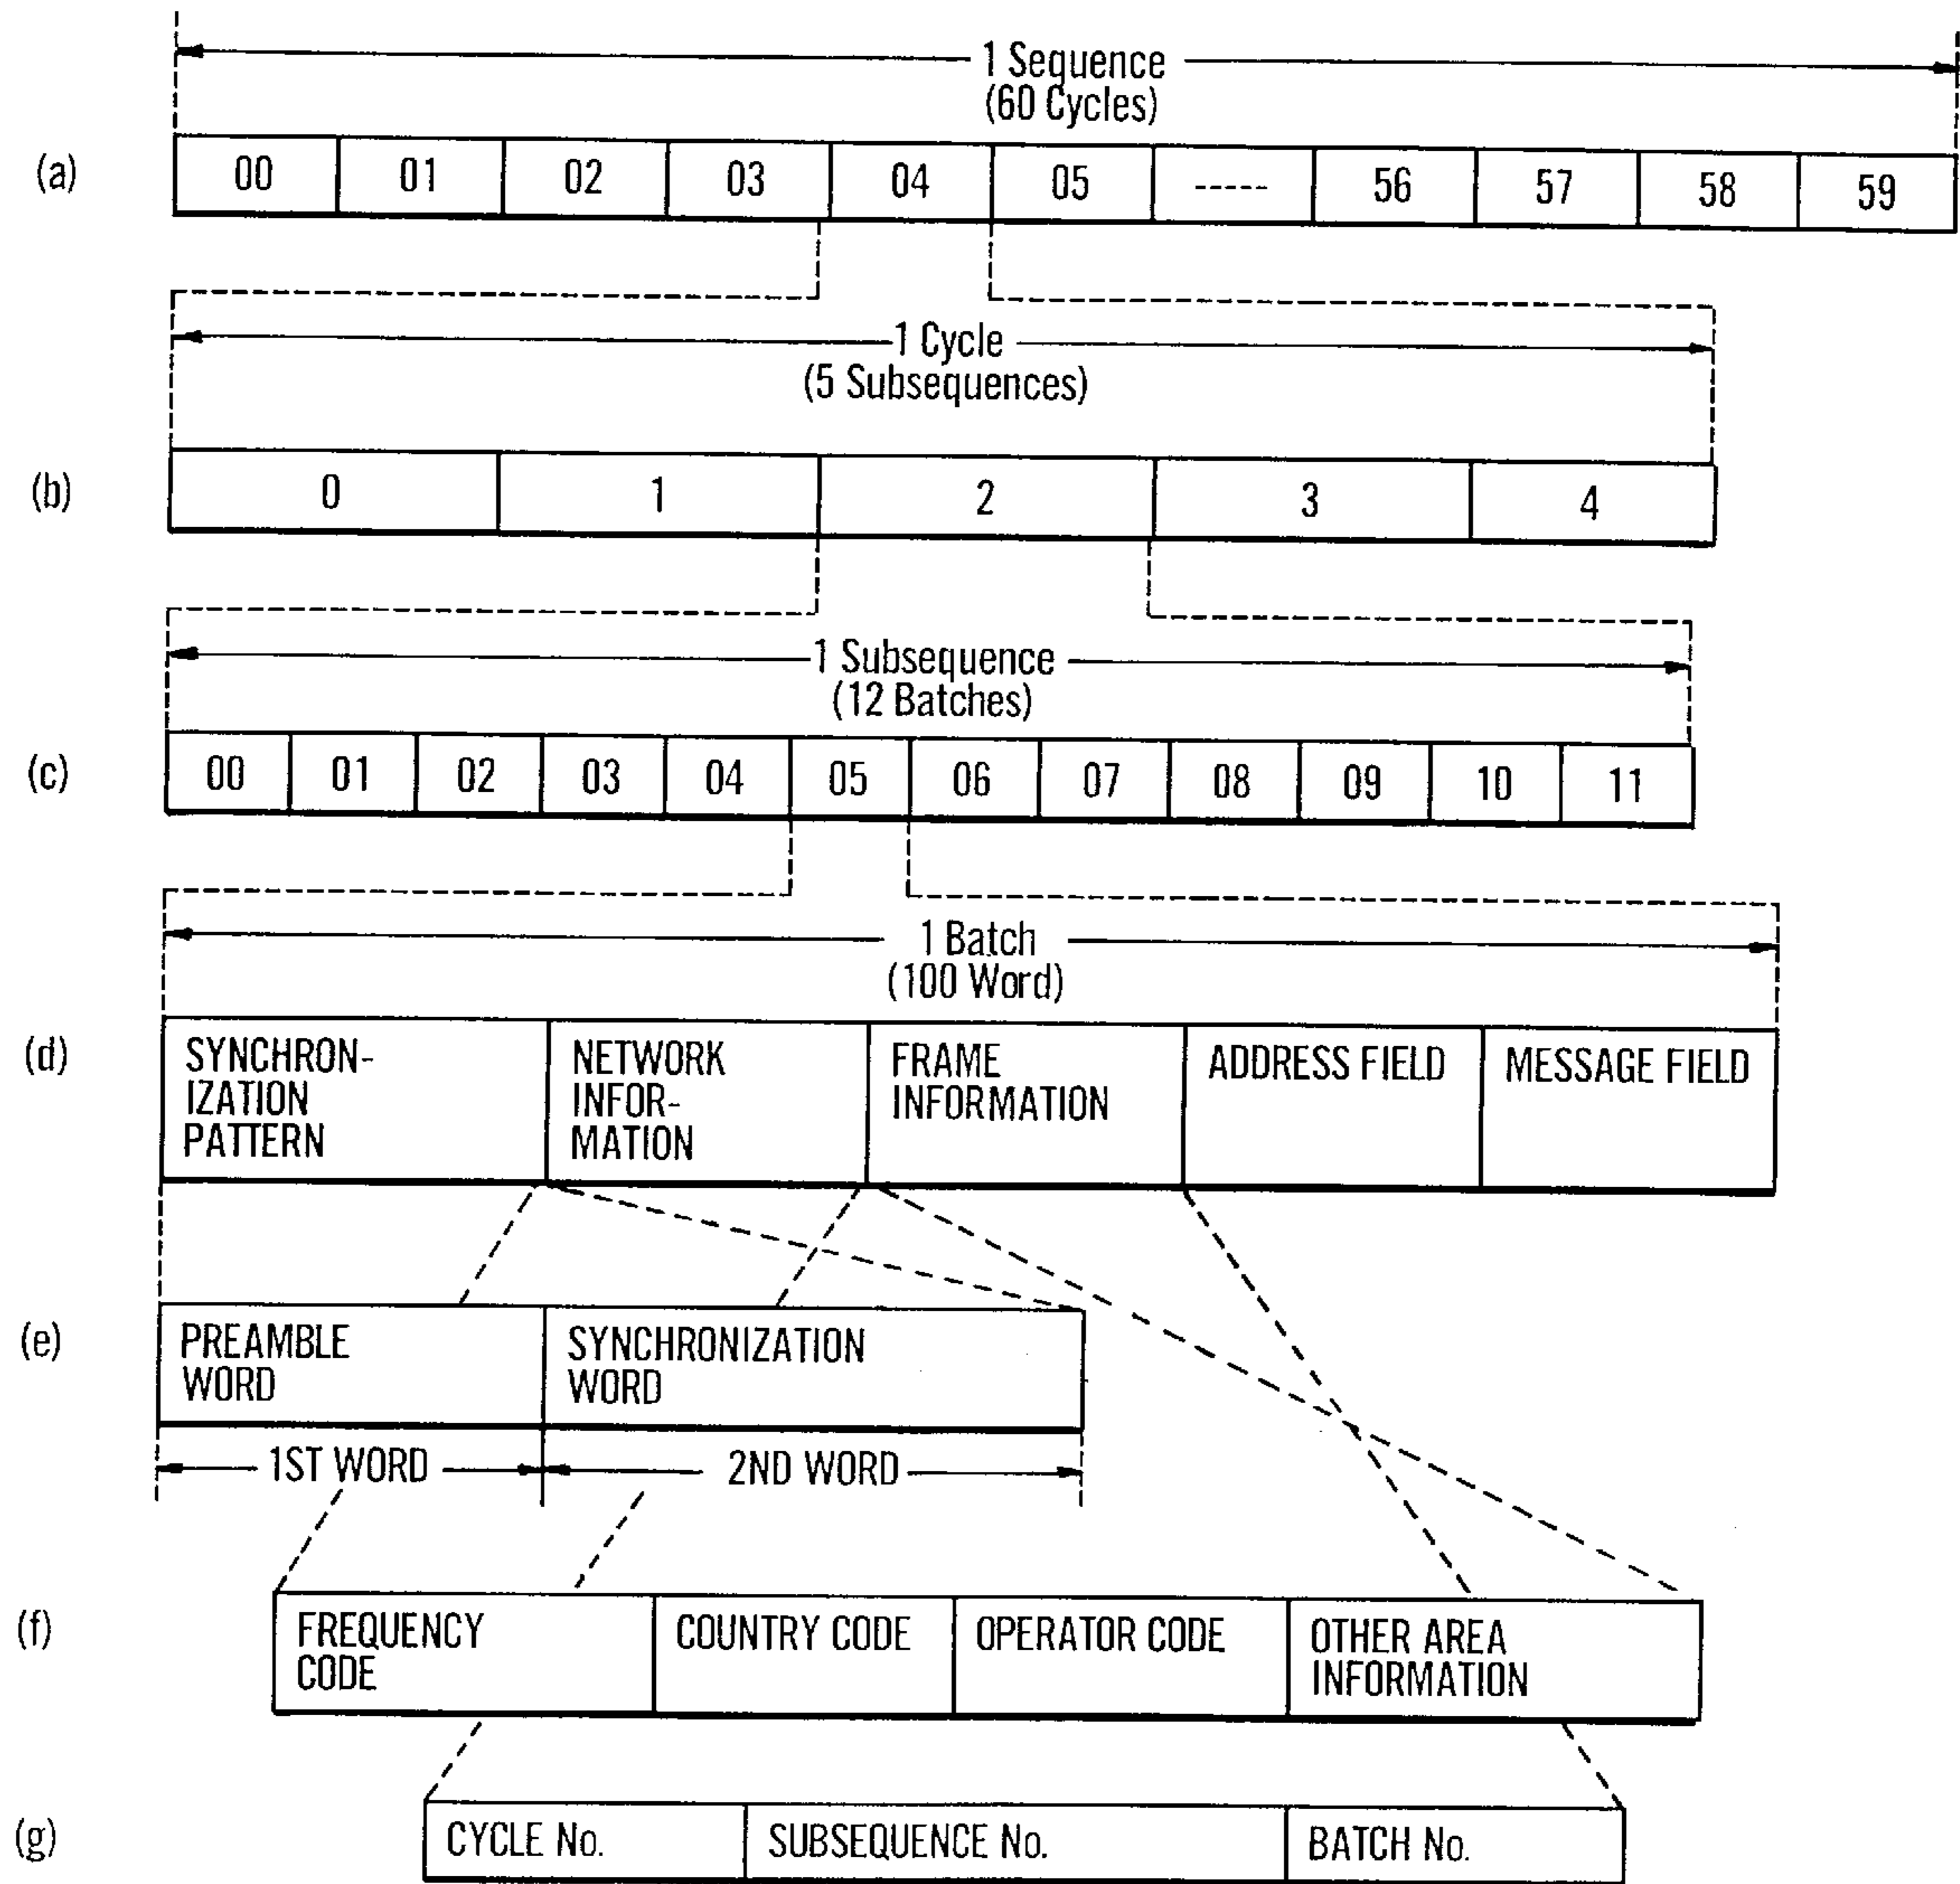 1 Sequence
(60 Cycles)
(a) 00 01 02 03 04 05 ----- 56 57 58 59
1 Cycle
(5 Subsequences)
(b) 0 1 2 3 4
1 Subsequence
(12 Batches)
(c) 00 01 02 03 04 05 06 07 08 09 10 11
1 Batch
(100 Word)
(d)
SYNCHRON-
IZATION
PATTERN
NETWORK
INFOR-
MATION
FRAME
INFORMATION
ADDRESS FIELD
MESSAGE FIELD
(e)
PREAMBLE
WORD
SYNCHRONIZATION
WORD
1ST WORD
2ND WORD
(f)
FREQUENCY
CODE
COUNTRY CODE
OPERATOR CODE
OTHER AREA
INFORMATION
(g)
CYCLE No.
SUBSEQUENCE No.
BATCH No.